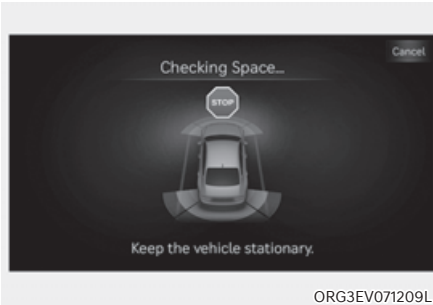 Cancel
Checking Space...
STOP
Keep the vehicle stationary.
ORG3EV071209L